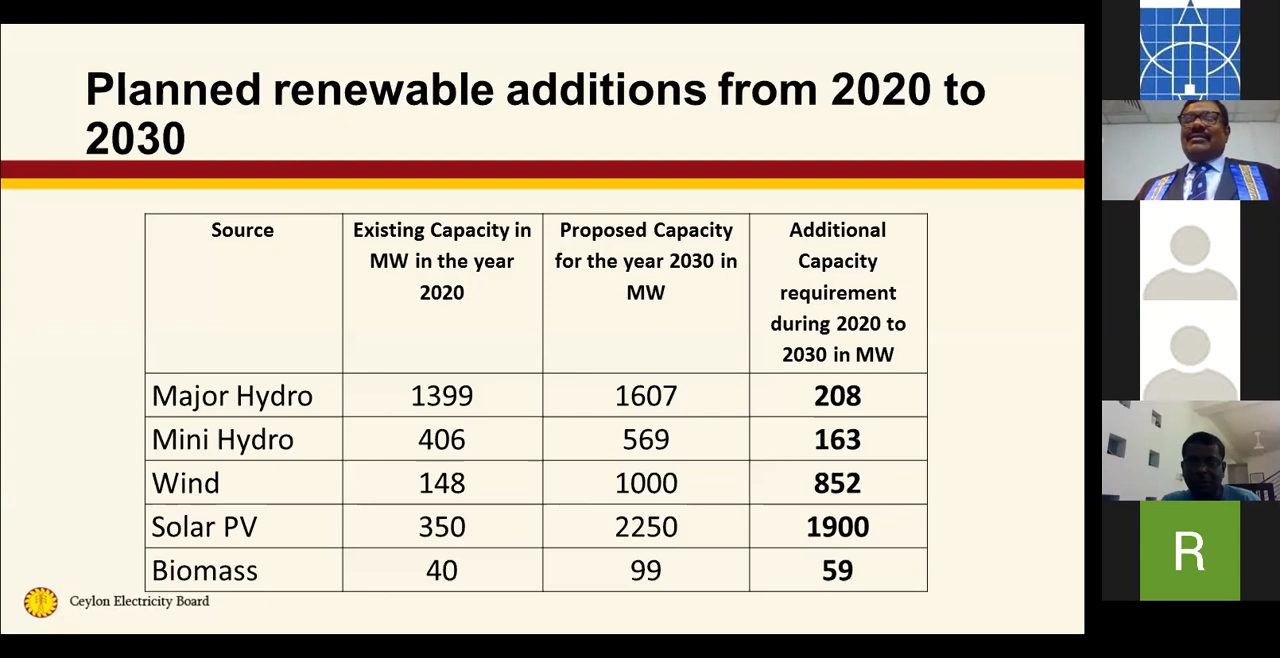 Planned renewable additions from 2020 to
2030
Source
Existing Capacity in
MW in the year
2020
Proposed Capacity
for the year 2030 in
MW
Additional
Capacity
requirement
during 2020 to
2030 in MW
Major Hydro 1399 1607 208
Mini Hydro 406 569 163
Wind 148 1000 852
Solar PV 350 2250 1900
Biomass 40 99 59
Ceylon Electricity Board
R